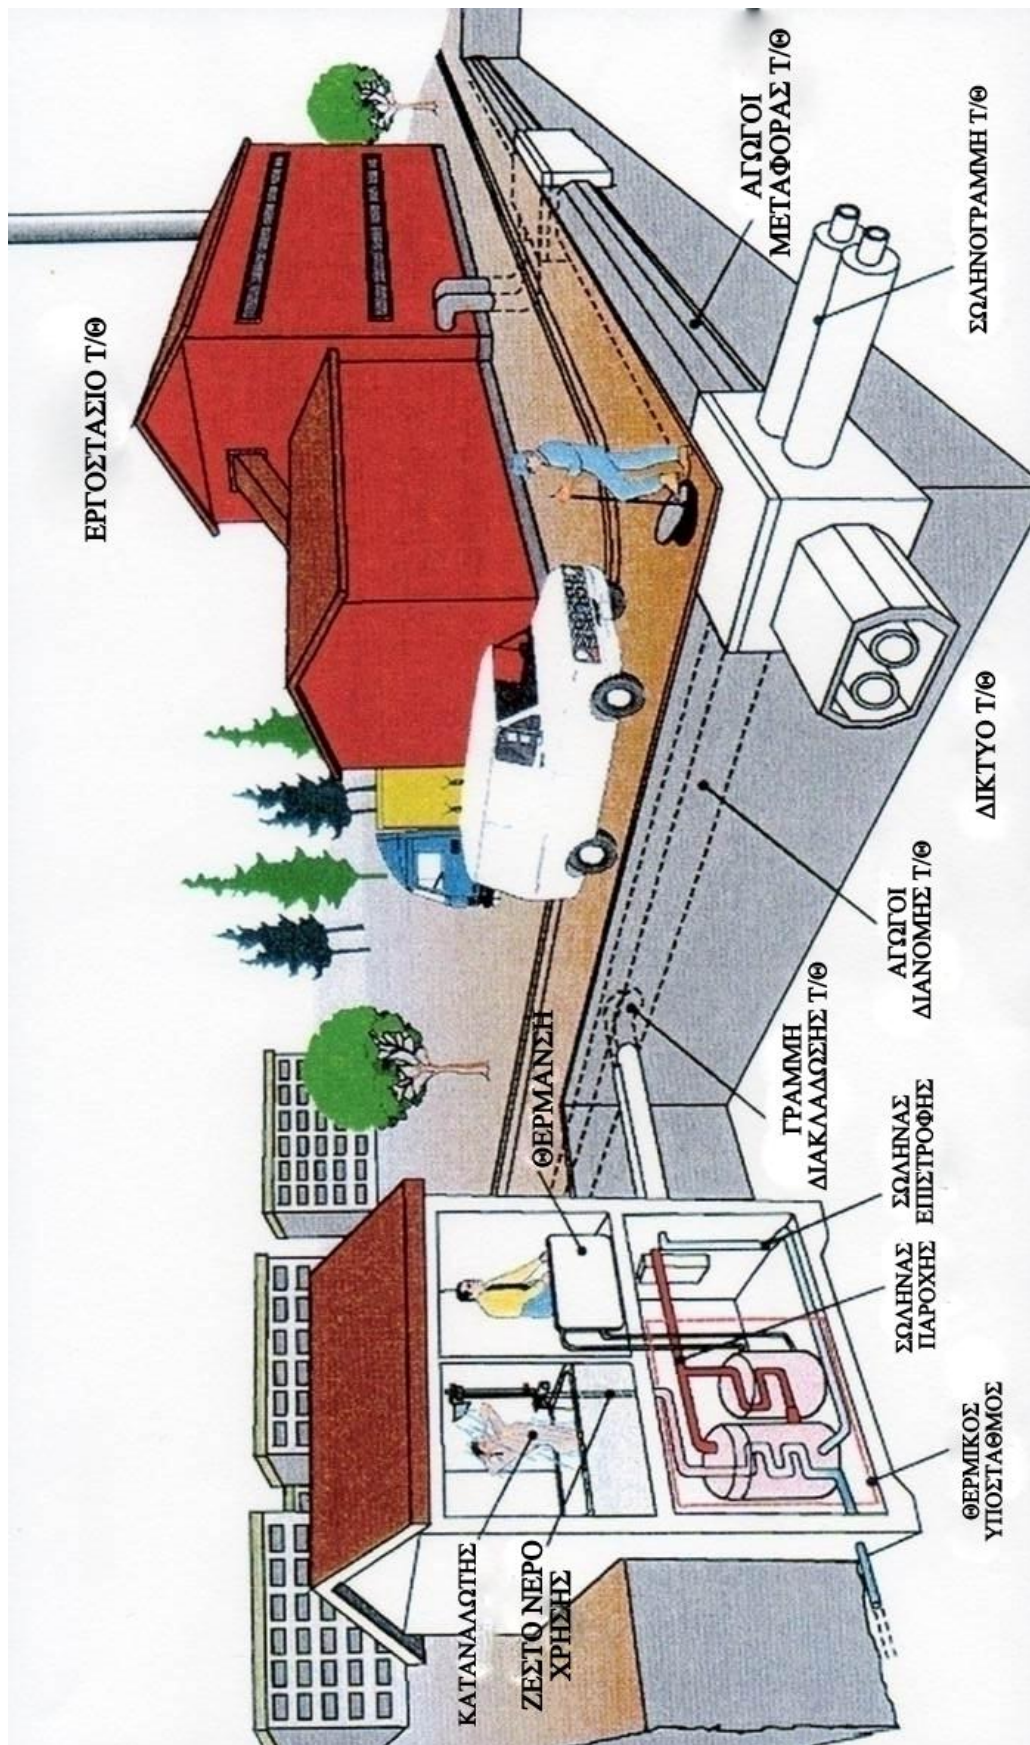 ΕΡΓΟΣΤΑΣΙΟ Τ/Θ
ΘΕΡΜΑΝΣΗ
ΚΑΤΑΝΑΛΩΤΗΣ
ΖΕΣΤΟ ΝΕΡΟ
ΧΡΗΣΗΣ
ΑΓΩΓΟΙ
ΜΕΤΑΦΟΡΑΣ Τ/Θ
ΓΡΑΜΜΗ
ΔΙΑΚΛΑΔΩΣΗΣ Τ/Θ
ΑΓΩΓΟΙ
ΔΙΑΝΟΜΗΣ Τ/Θ
ΣΩΛΗΝΑΣ
ΠΑΡΟΧΗΣ
ΣΩΛΗΝΑΣ
ΕΠΙΣΤΡΟΦΗΣ
ΘΕΡΜΙΚΟΣ
ΥΠΟΣΤΑΘΜΟΣ
ΔΙΚΤΥΟ Τ/Θ
ΣΩΛΗΝΟΓΡΑΜΜΗ Τ/Θ